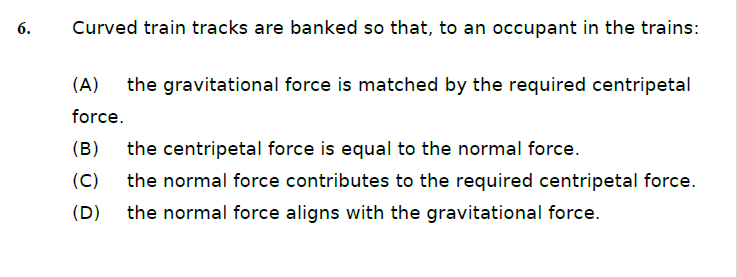 6. Curved train tracks are banked so that, to an occupant in the trains:
(A) the gravitational force is matched by the required centripetal
force.
(B) the centripetal force is equal to the normal force.
(C) the normal force contributes to the required centripetal force.
(D) the normal force aligns with the gravitational force.